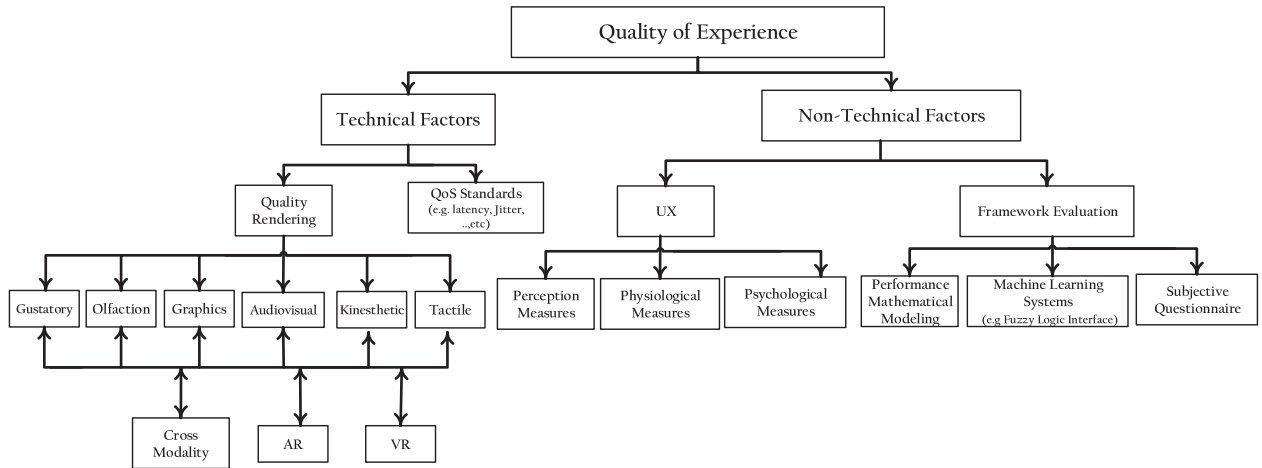 Quality of Experience
Technical Factors
Non-Technical Factors
Quality
Rendering
QoS Standards
(e.g. latency, Jitter,
..,etc)
UX
Framework Evaluation
Gustatory
Olfaction
Graphics
Audiovisual
Kinesthetic
Tactile
Perception
Measures
Physiological
Measures
Psychological
Measures
Performance
Mathematical
Modeling
Machine Learning
Systems
(e.g Fuzzy Logic Interface)
Subjective
Questionnaire
Cross
Modality
AR
VR